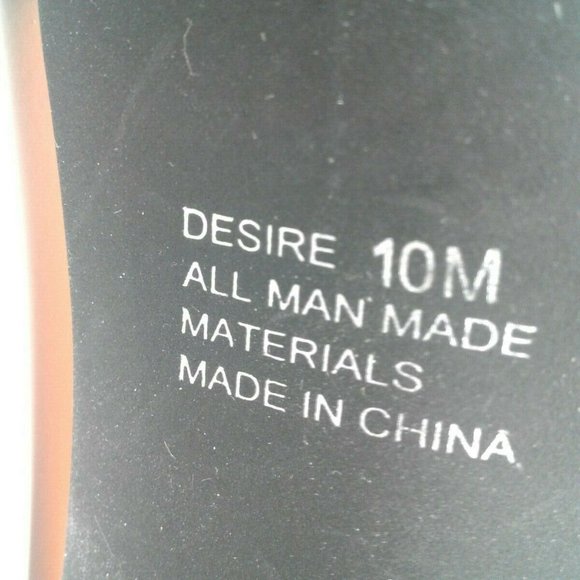 DESIRE 10M
ALL MAN MADE
MATERIALS
MADE IN CHINA